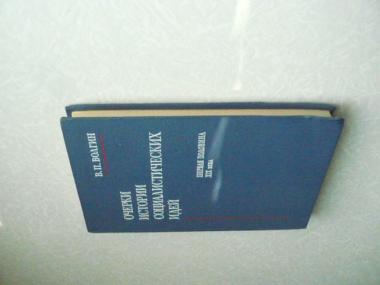 В. П. ВОЛГИН
ОЧЕРКИ
ИСТОРИИ
СОЦИАЛИСТИЧЕСКИХ
ИДЕЙ
ПЕРВАЯ ПОЛОВИНА
XIX века